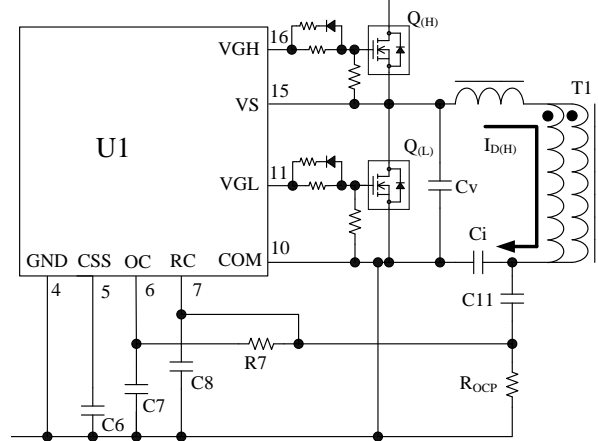 Q(H)
16
VGH
T1
15
VS
U1
ID(H)
Q(L)
11
VGL
Cv
Ci
10
GND CSS OC RC COM
4 5 6 7
C11
R7
C8
ROCP
C7
C6